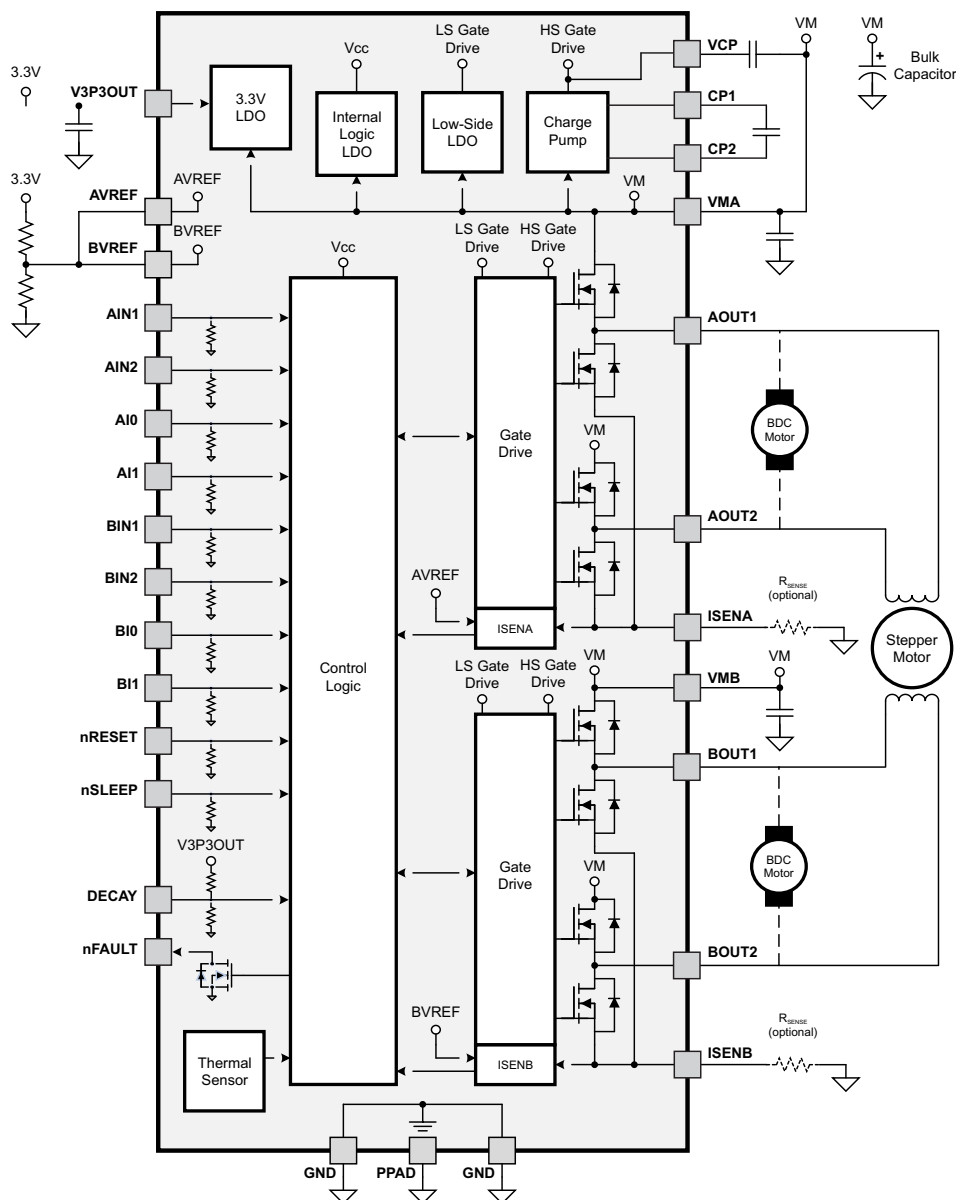 VM
VM
LS Gate
Drive
HS Gate
Drive
Vcc
VCP
+
Bulk
Capacitor
3.3V
V3P3OUT
3.3V
LDO
Internal
Logic
LDO
Low-Side
LDO
Charge
Pump
CP1
CP2
3.3V
AVREF
AVREF
VM
VMA
BVREF
BVREF
Vcc
LS Gate
Drive
HS Gate
Drive
AIN1
AOUT1
AIN2
BDC
Motor
AI0
Gate
Drive
VM
AI1
BIN1
AOUT2
BIN2
AVREF
RSENSE
(optional)
BI0
ISENA
ISENA
Control
Logic
Stepper
Motor
LS Gate
Drive
HS Gate
Drive
VM
VM
BI1
VMB
nRESET
BOUT1
nSLEEP
V3P3OUT
BDC
Motor
Gate
Drive
VM
DECAY
nFAULT
BOUT2
BVREF
RSENSE
(optional)
Thermal
Sensor
ISENB
ISENB
GND
PPAD
GND